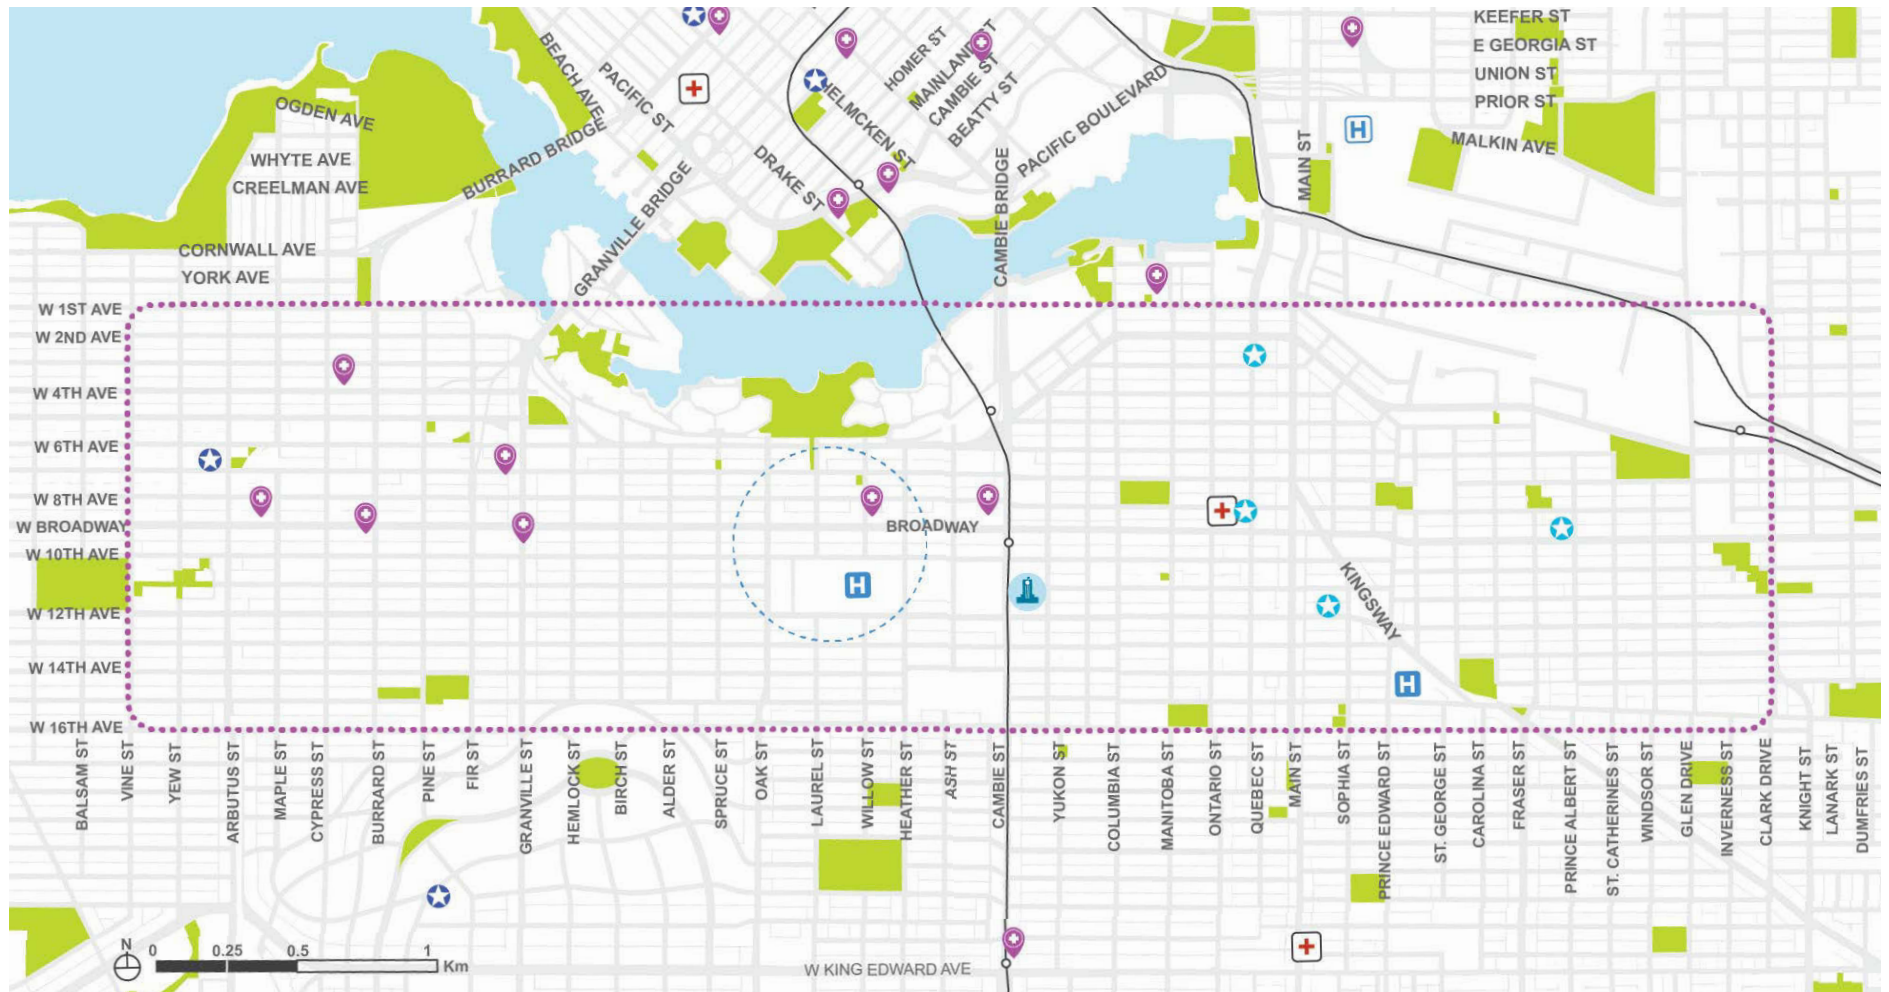 KEEFER ST
E GEORGIA ST
UNION ST
PRIOR ST
MALKIN AVE
MAIN ST
BEACH AVE
PACIFIC ST
HOMER ST
MAINLAND ST
CAMBIE ST
BEATTY ST
HELMCKEN ST
DRAKE ST
PACIFIC BOULEVARD
CAMBIE BRIDGE
BURRARD BRIDGE
GRANVILLE BRIDGE
OGDEN AVE
WHYTE AVE
CREELMAN AVE
CORNWALL AVE
YORK AVE
H
W 1ST AVE
W 2ND AVE
W 4TH AVE
W 6TH AVE
W 8TH AVE
W BROADWAY
W 10TH AVE
W 12TH AVE
W 14TH AVE
W 16TH AVE
BROADWAY
H
KINGSWAY
H
BALSAM ST
VINE ST
YEW ST
ARBUTUS ST
MAPLE ST
CYPRESS ST
BURRARD ST
PINE ST
FIR ST
GRANVILLE ST
HEMLOCK ST
BIRCH ST
ALDER ST
SPRUCE ST
OAK ST
LAUREL ST
WILLOW ST
HEATHER ST
ASH ST
CAMBIE ST
YUKON ST
COLUMBIA ST
MANITOBA ST
ONTARIO ST
QUEBEC ST
MAIN ST
SOPHIA ST
PRINCE EDWARD ST
ST. GEORGE ST
CAROLINA ST
FRASER ST
PRINCE ALBERT ST
ST. CATHERINES ST
WINDSOR ST
GLEN DRIVE
INVERNESS ST
CLARK DRIVE
KNIGHT ST
LANARK ST
DUMFRIES ST
N
0 0.25 0.5 1
Km
W KING EDWARD AVE